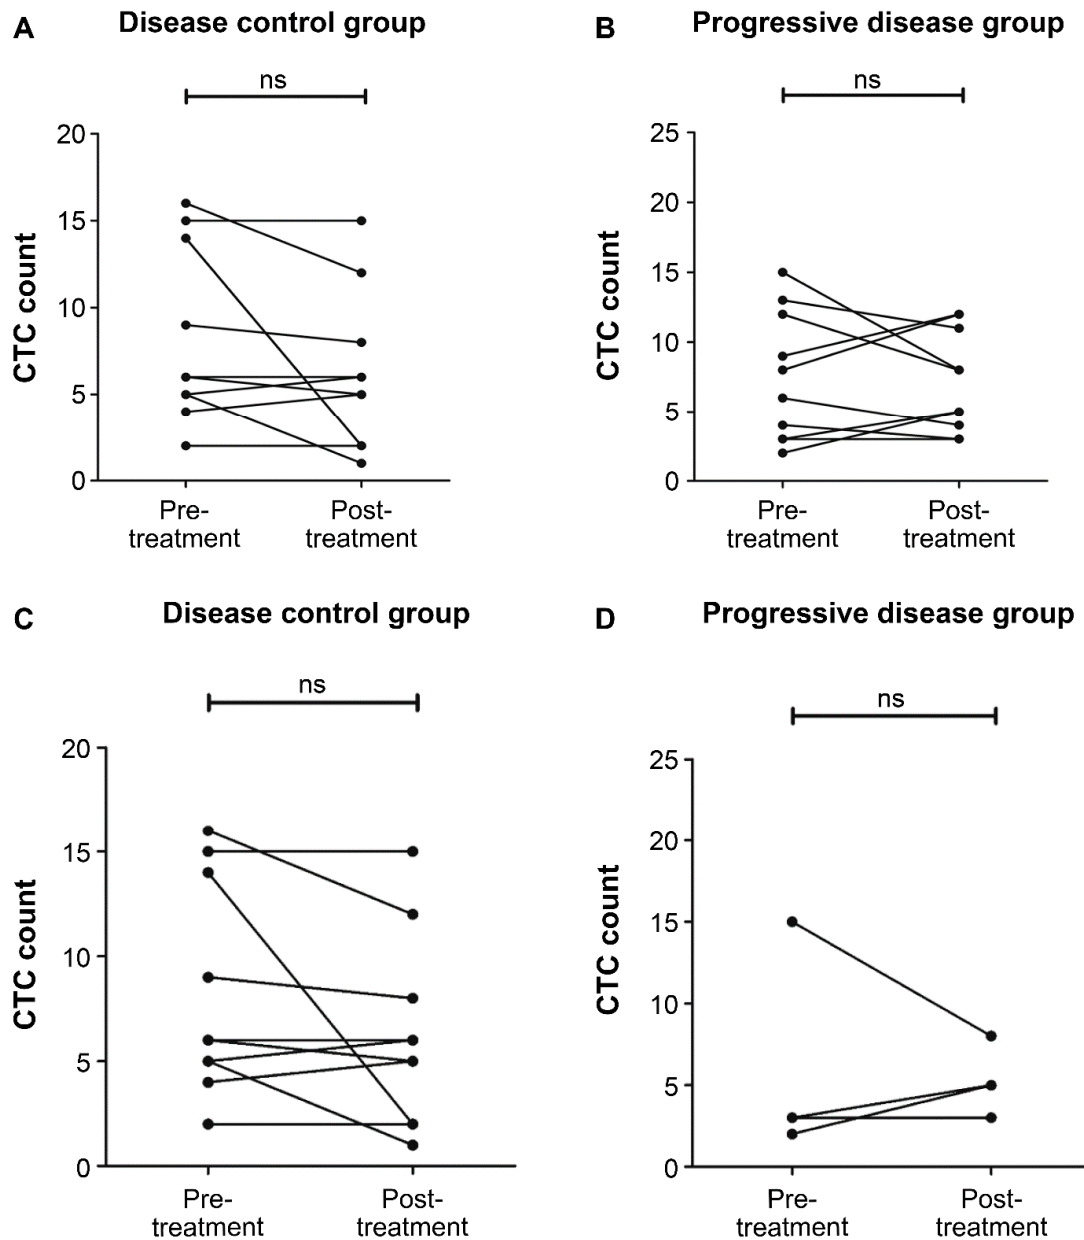 A Disease control group
ns
20
15
10
5
0
CTC count
Pre-
treatment
Post-
treatment
B Progressive disease group
ns
25
20
15
10
5
0
CTC count
Pre-
treatment
Post-
treatment
C Disease control group
ns
20
15
10
5
0
CTC count
Pre-
treatment
Post-
treatment
D Progressive disease group
ns
25
20
15
10
5
0
CTC count
Pre-
treatment
Post-
treatment